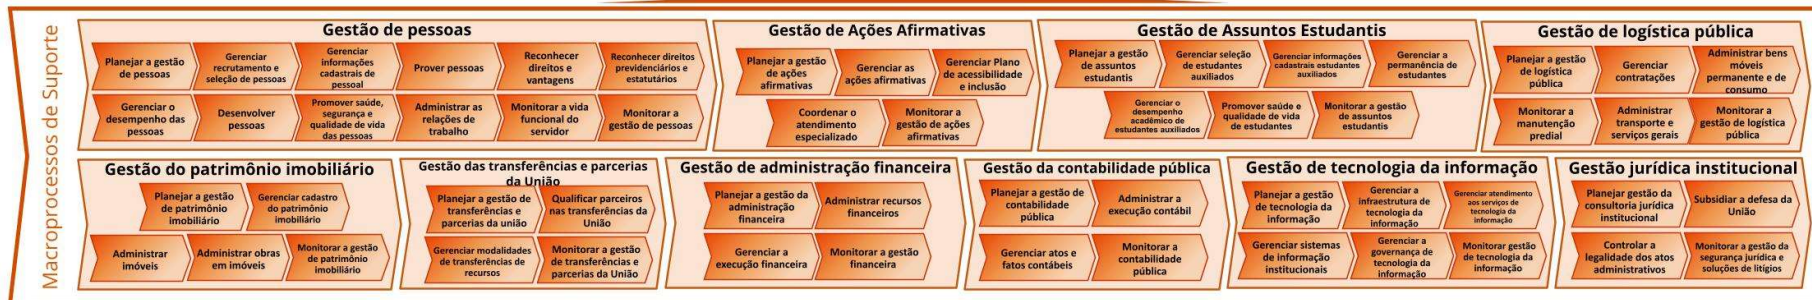 Macroprocessos de Suporte
Gestão de pessoas
Planejar a gestão
de pessoas
Gerenciar
recrutamento e
seleção de pessoas
Gerenciar
informações
cadastrais de
pessoal
Prover pessoas
Reconhecer
direitos e
vantagens
Reconhecer direitos
previdenciários e
estatutários
Gerenciar o
desempenho das
pessoas
Desenvolver
pessoas
Promover saúde,
segurança e
qualidade de vida
das pessoas
Administrar as
relações de
trabalho
Monitorar a vida
funcional do
servidor
Monitorar a
gestão de pessoas
Gestão de Ações Afirmativas
Planejar a gestão
de ações
afirmativas
Gerenciar as
ações afirmativas
Gerenciar Plano
de acessibilidade
e inclusão
Coordenar o
atendimento
especializado
Monitorar a
gestão de ações
afirmativas
Gestão de Assuntos Estudantis
Planejar a gestão
de assuntos
estudantis
Gerenciar seleção
de estudantes
auxiliados
Gerenciar informações
cadastrais estudantes
auxiliados
Gerenciar a
permanência de
estudantes
Gerenciar o
desempenho
acadêmico de
estudantes auxiliados
Promover saúde e
qualidade de vida
de estudantes
Monitorar a gestão
de assuntos
estudantis
Gestão de logística pública
Planejar a gestão
de logística
pública
Gerenciar
contratações
Administrar bens
móveis
permanente e de
consumo
Monitorar a
manutenção
predial
Administrar
transporte e
serviços gerais
Monitorar a
gestão de logística
pública
Gestão do patrimônio imobiliário
Planejar a gestão
de patrimônio
imobiliário
Gerenciar cadastro
do patrimônio
imobiliário
Administrar
imóveis
Administrar obras
em imóveis
Monitorar a gestão
de patrimônio
imobiliário
Gestão das transferências e parcerias
da União
Planejar a gestão de
transferências e
parcerias da união
Qualificar parceiros
nas transferências da
União
Gerenciar modalidades
de transferências de
recursos
Monitorar a gestão
de transferências e
parcerias da União
Gestão de administração financeira
Planejar a gestão da
administração
financeira
Administrar recursos
financeiros
Gerenciar a
execução financeira
Monitorar a gestão
financeira
Gestão da contabilidade pública
Planejar a gestão de
contabilidade
pública
Administrar a
execução contábil
Gerenciar atos e
fatos contábeis
Monitorar a
contabilidade
pública
Gestão de tecnologia da informação
Planejar a gestão
de tecnologia da
informação
Gerenciar a
infraestrutura de
tecnologia da
informação
Gerenciar atendimento
aos serviços de
tecnologia da
informação
Gerenciar sistemas
de informação
institucionais
Gerenciar a
governança de
tecnologia da
informação
Monitorar gestão
de tecnologia da
informação
Gestão jurídica institucional
Planejar gestão da
consultoria jurídica
institucional
Subsidiar a defesa da
União
Controlar a
legalidade dos atos
administrativos
Monitorar a gestão da
segurança jurídica e
soluções de litígios